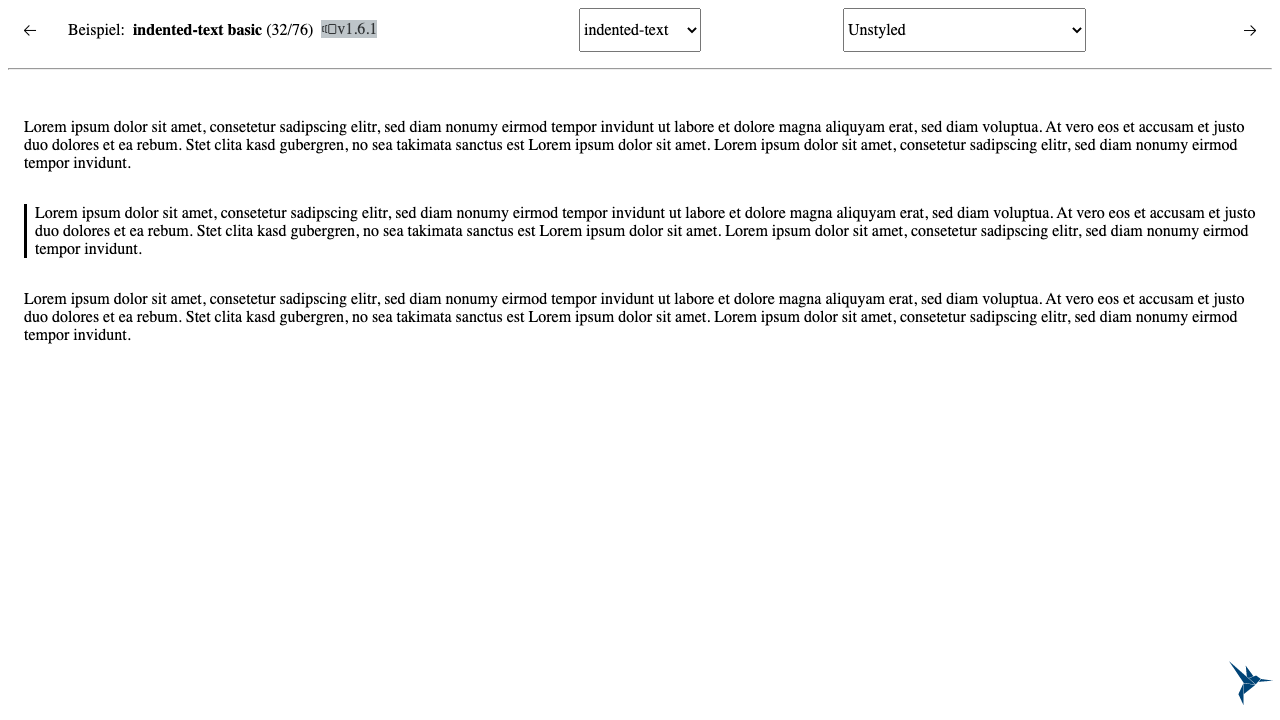 Beispiel: indented-text basic (32/76) v1.6.1
indented-text
Unstyled
Lorem ipsum dolor sit amet, consetetur sadipscing elitr, sed diam nonumy eirmod tempor invidunt ut labore et dolore magna aliquyam erat, sed diam voluptua. At vero eos et accusam et justo
duo dolores et ea rebum. Stet clita kasd gubergren, no sea takimata sanctus est Lorem ipsum dolor sit amet. Lorem ipsum dolor sit amet, consetetur sadipscing elitr, sed diam nonumy eirmod
tempor invidunt.
Lorem ipsum dolor sit amet, consetetur sadipscing elitr, sed diam nonumy eirmod tempor invidunt ut labore et dolore magna aliquyam erat, sed diam voluptua. At vero eos et accusam et justo
duo dolores et ea rebum. Stet clita kasd gubergren, no sea takimata sanctus est Lorem ipsum dolor sit amet. Lorem ipsum dolor sit amet, consetetur sadipscing elitr, sed diam nonumy eirmod
tempor invidunt.
Lorem ipsum dolor sit amet, consetetur sadipscing elitr, sed diam nonumy eirmod tempor invidunt ut labore et dolore magna aliquyam erat, sed diam voluptua. At vero eos et accusam et justo
duo dolores et ea rebum. Stet clita kasd gubergren, no sea takimata sanctus est Lorem ipsum dolor sit amet. Lorem ipsum dolor sit amet, consetetur sadipscing elitr, sed diam nonumy eirmod
tempor invidunt.